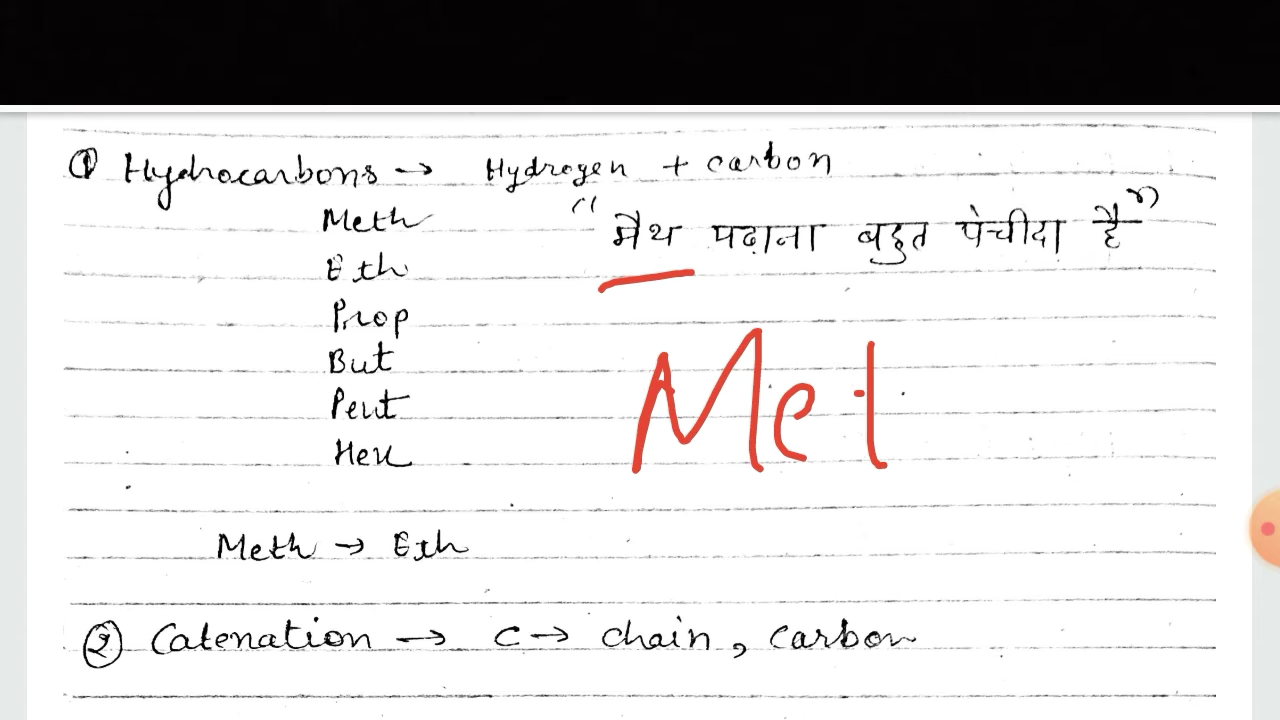 ① Hydrocarbons → Hydrogen + carbon
Meth "मैथ पढाना बहुत पेचीदा है"
Eth
Prop
But
Pent
Hex
Met
Meth → Eth
② Catenation → C → chain, carbon